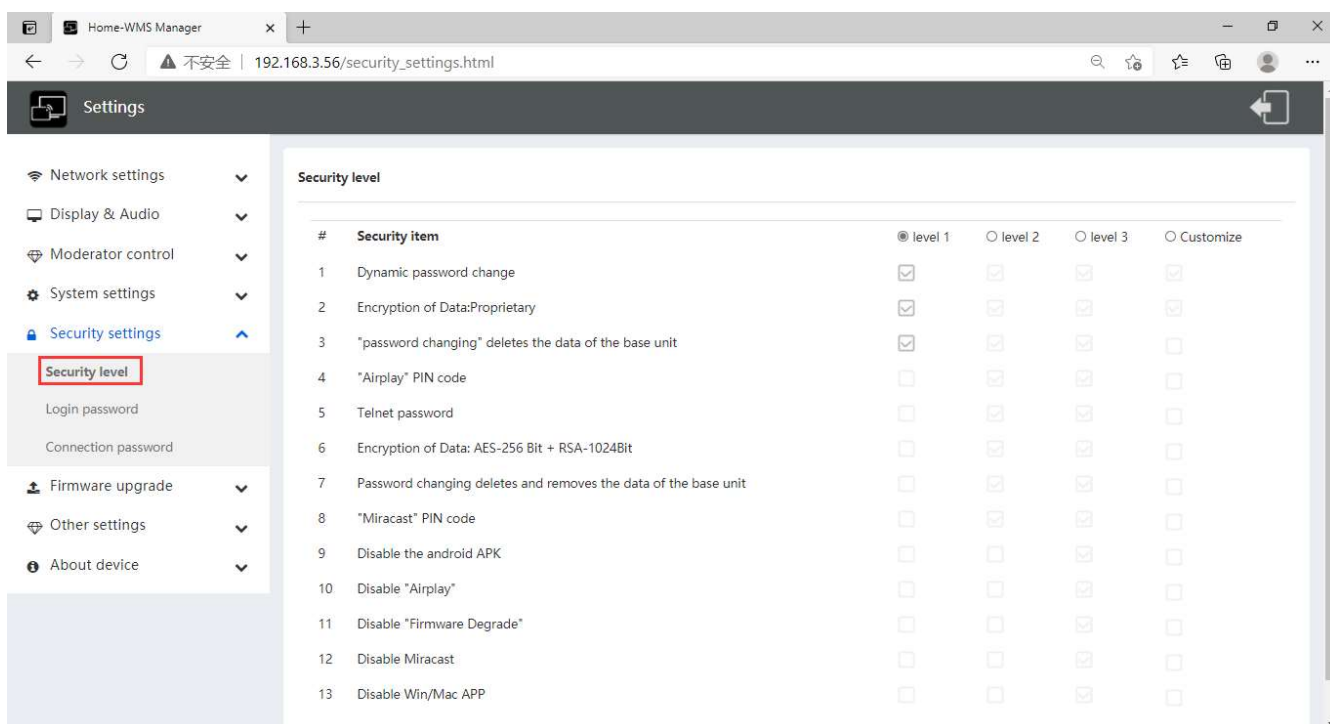 Home-WMS Manager
不安全 192.168.3.56/security_settings.html
Settings
Network settings
Display & Audio
Moderator control
System settings
Security settings
Security level
Login password
Connection password
Firmware upgrade
Other settings
About device
Security level
# Security item level 1 level 2 level 3 Customize
1 Dynamic password change
2 Encryption of Data:Proprietary
3 "password changing" deletes the data of the base unit
4 "Airplay" PIN code
5 Telnet password
6 Encryption of Data: AES-256 Bit + RSA-1024Bit
7 Password changing deletes and removes the data of the base unit
8 "Miracast" PIN code
9 Disable the android APK
10 Disable "Airplay"
11 Disable "Firmware Degrade"
12 Disable Miracast
13 Disable Win/Mac APP